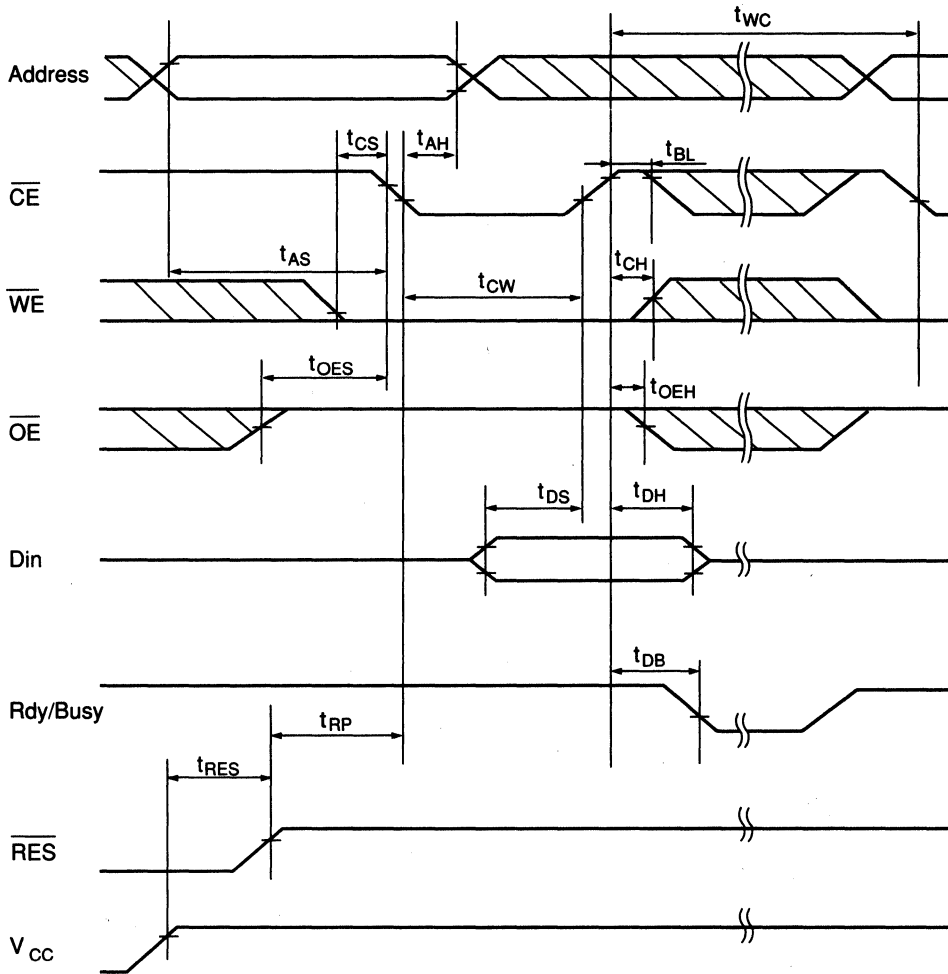 tWC
Address
tCS
tAH
tBL
CE
tAS
tCH
tCW
WE
tOES
tOEH
OE
tDS
tDH
Din
tDB
Rdy/Busy
tRP
tRES
RES
VCC